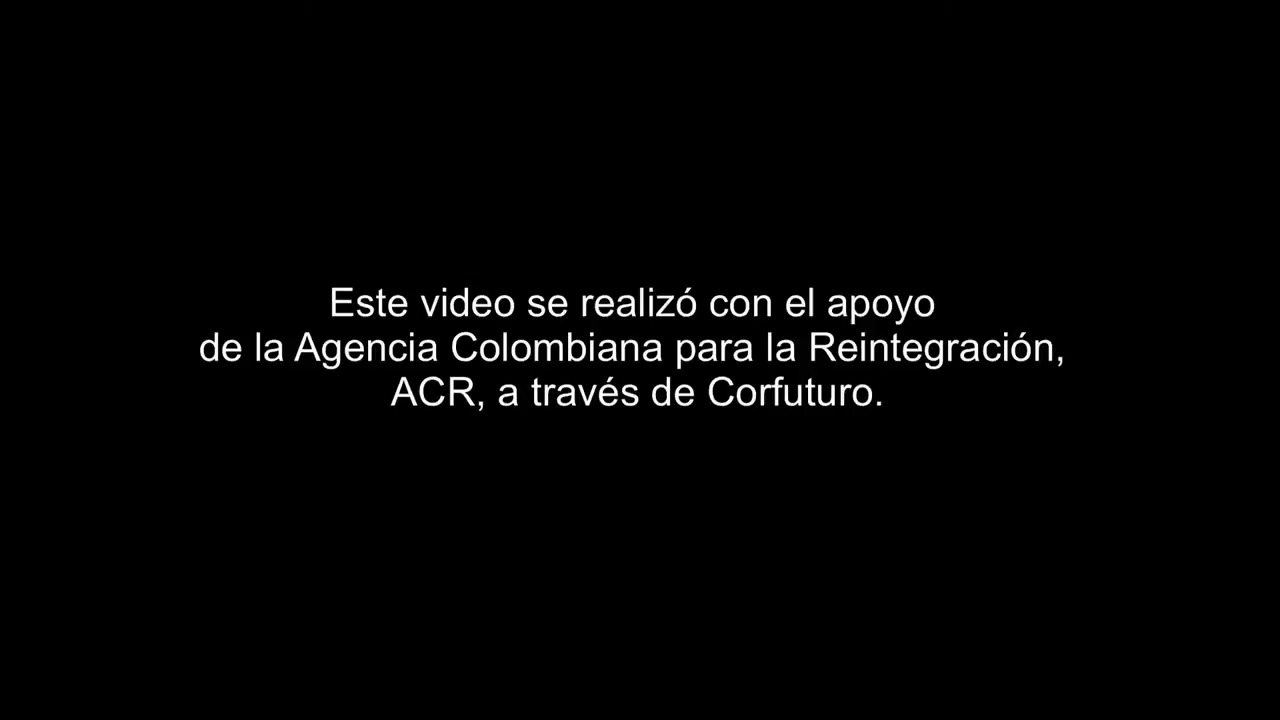 Este video se realizó con el apoyo
de la Agencia Colombiana para la Reintegración,
ACR, a través de Corfuturo.